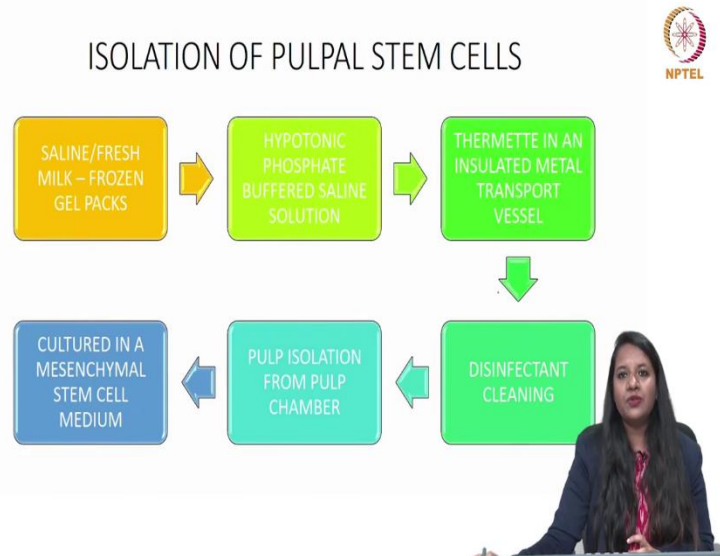 ISOLATION OF PULPAL STEM CELLS
NPTEL
SALINE/FRESH
MILK – FROZEN
GEL PACKS
HYPOTONIC
PHOSPHATE
BUFFERED SALINE
SOLUTION
THERMETTE IN AN
INSULATED METAL
TRANSPORT
VESSEL
DISINFECTANT
CLEANING
PULP ISOLATION
FROM PULP
CHAMBER
CULTURED IN A
MESENCHYMAL
STEM CELL
MEDIUM